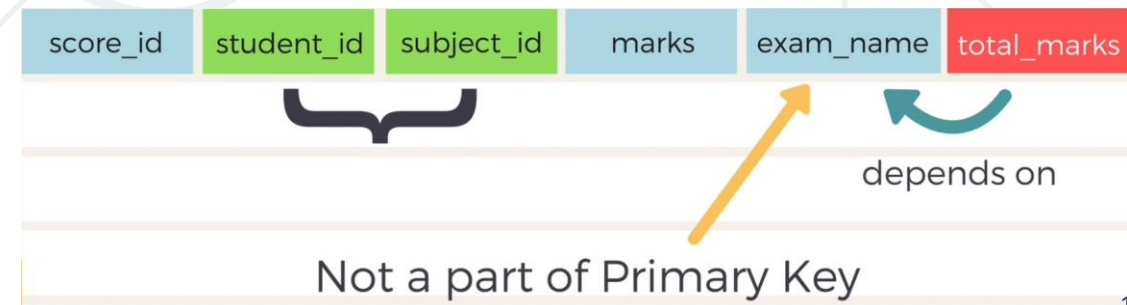 score_id student_id subject_id marks exam_name total_marks
depends on
Not a part of Primary Key